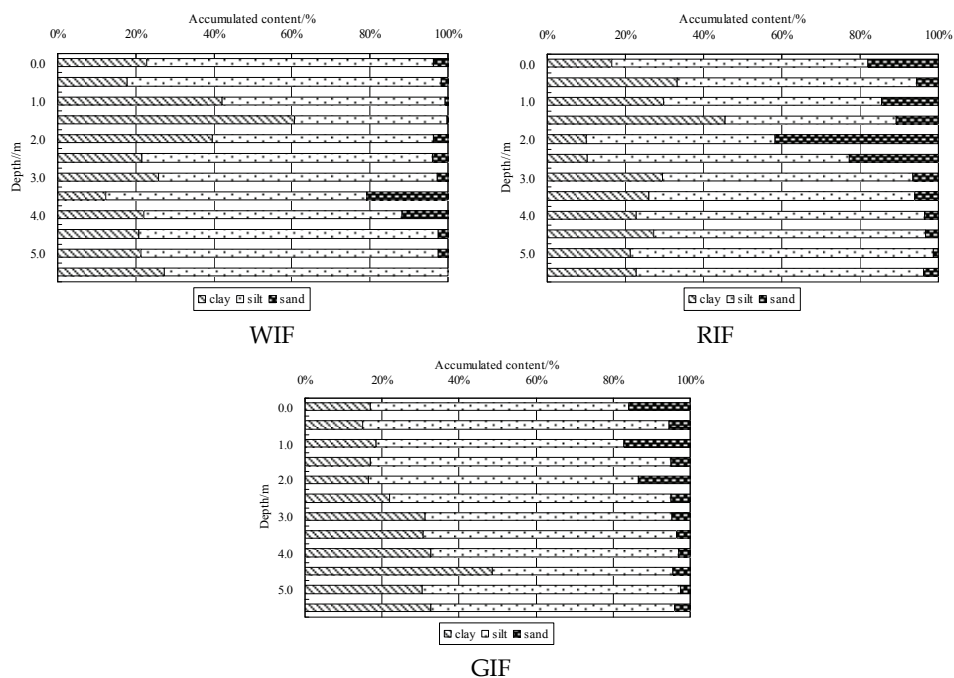 Accumulated content/%
0% 20% 40% 60% 80% 100%
0.0
1.0
2.0
3.0
4.0
5.0
Depth//m
clay silt sand
WIF
Accumulated content/%
0% 20% 40% 60% 80% 100%
0.0
1.0
2.0
3.0
4.0
5.0
Depth/m
clay silt sand
RIF
Accumulated content/%
0% 20% 40% 60% 80% 100%
0.0
1.0
2.0
3.0
4.0
5.0
Depth/m
clay silt sand
GIF